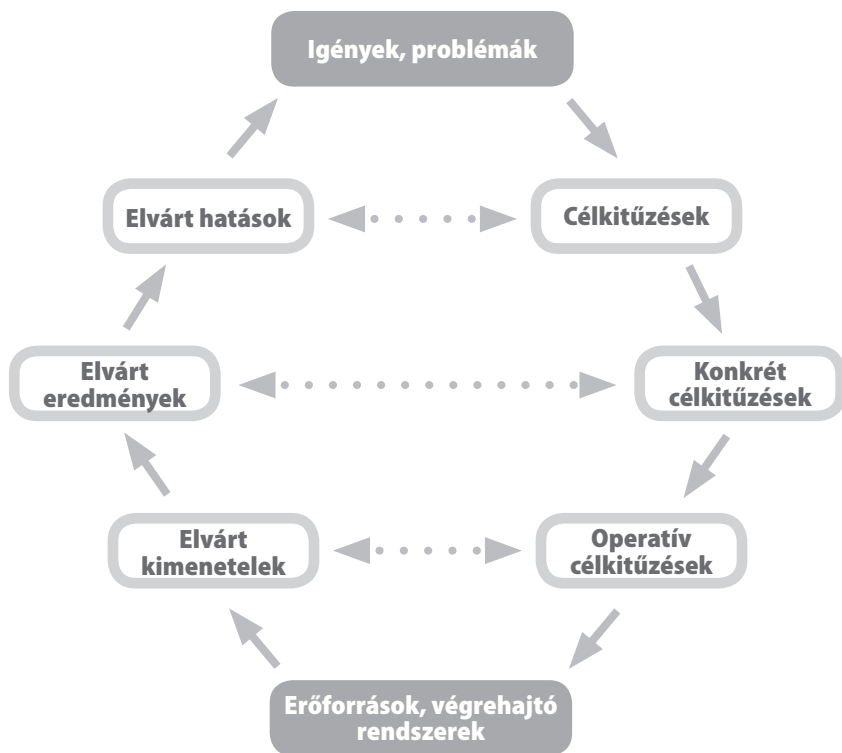 Igények, problémák
Elvárt hatások
Célkitűzések
Elvárt
eredmények
Konkrét
célkitűzések
Elvárt
kimenetelek
Operatív
célkitűzések
Erőforrások, végrehajtó
rendszerek